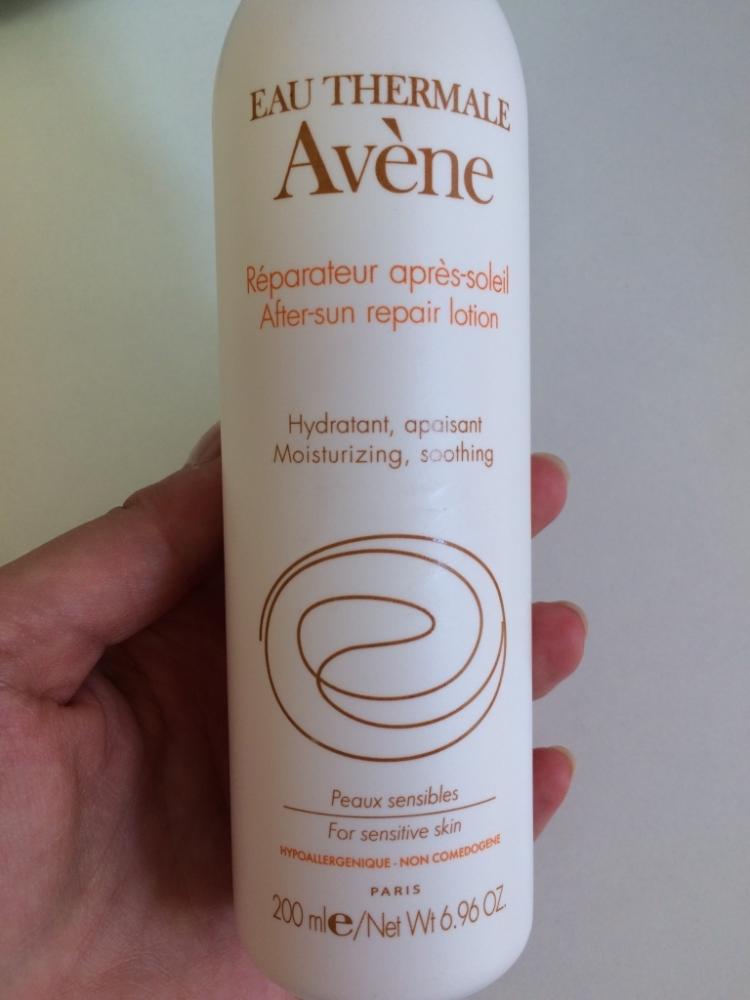 EAU THERMALE
Avène
Réparateur après-soleil
After-sun repair lotion
Hydratant, apaisant
Moisturizing, soothing
Peaux sensibles
For sensitive skin
HYPOALLERGENIQUE - NON COMEDOGENE
PARIS
200 ml e/Net Wt 6.96 OZ.